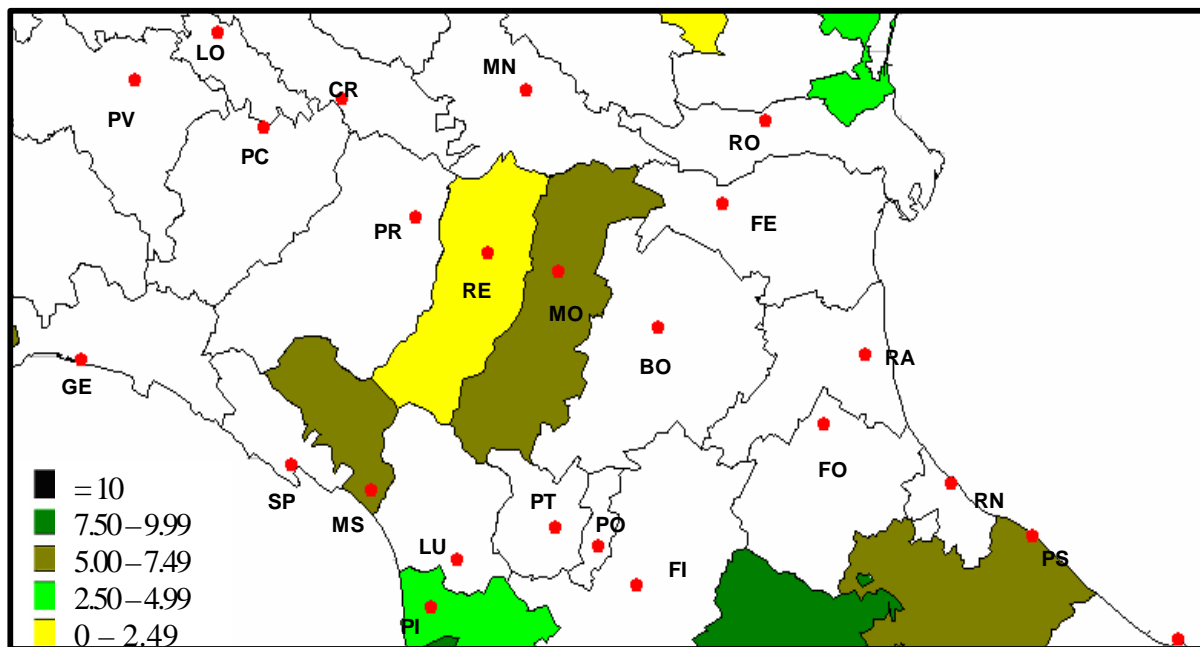 LO
MN
CR
PV
PC
RO
PR
FE
RE
MO
BO
RA
GE
FO
SP
MS
PT
PO
RN
LU
FI
PS
PI
= 10
7.50 – 9.99
5.00 – 7.49
2.50 – 4.99
0 – 2.49